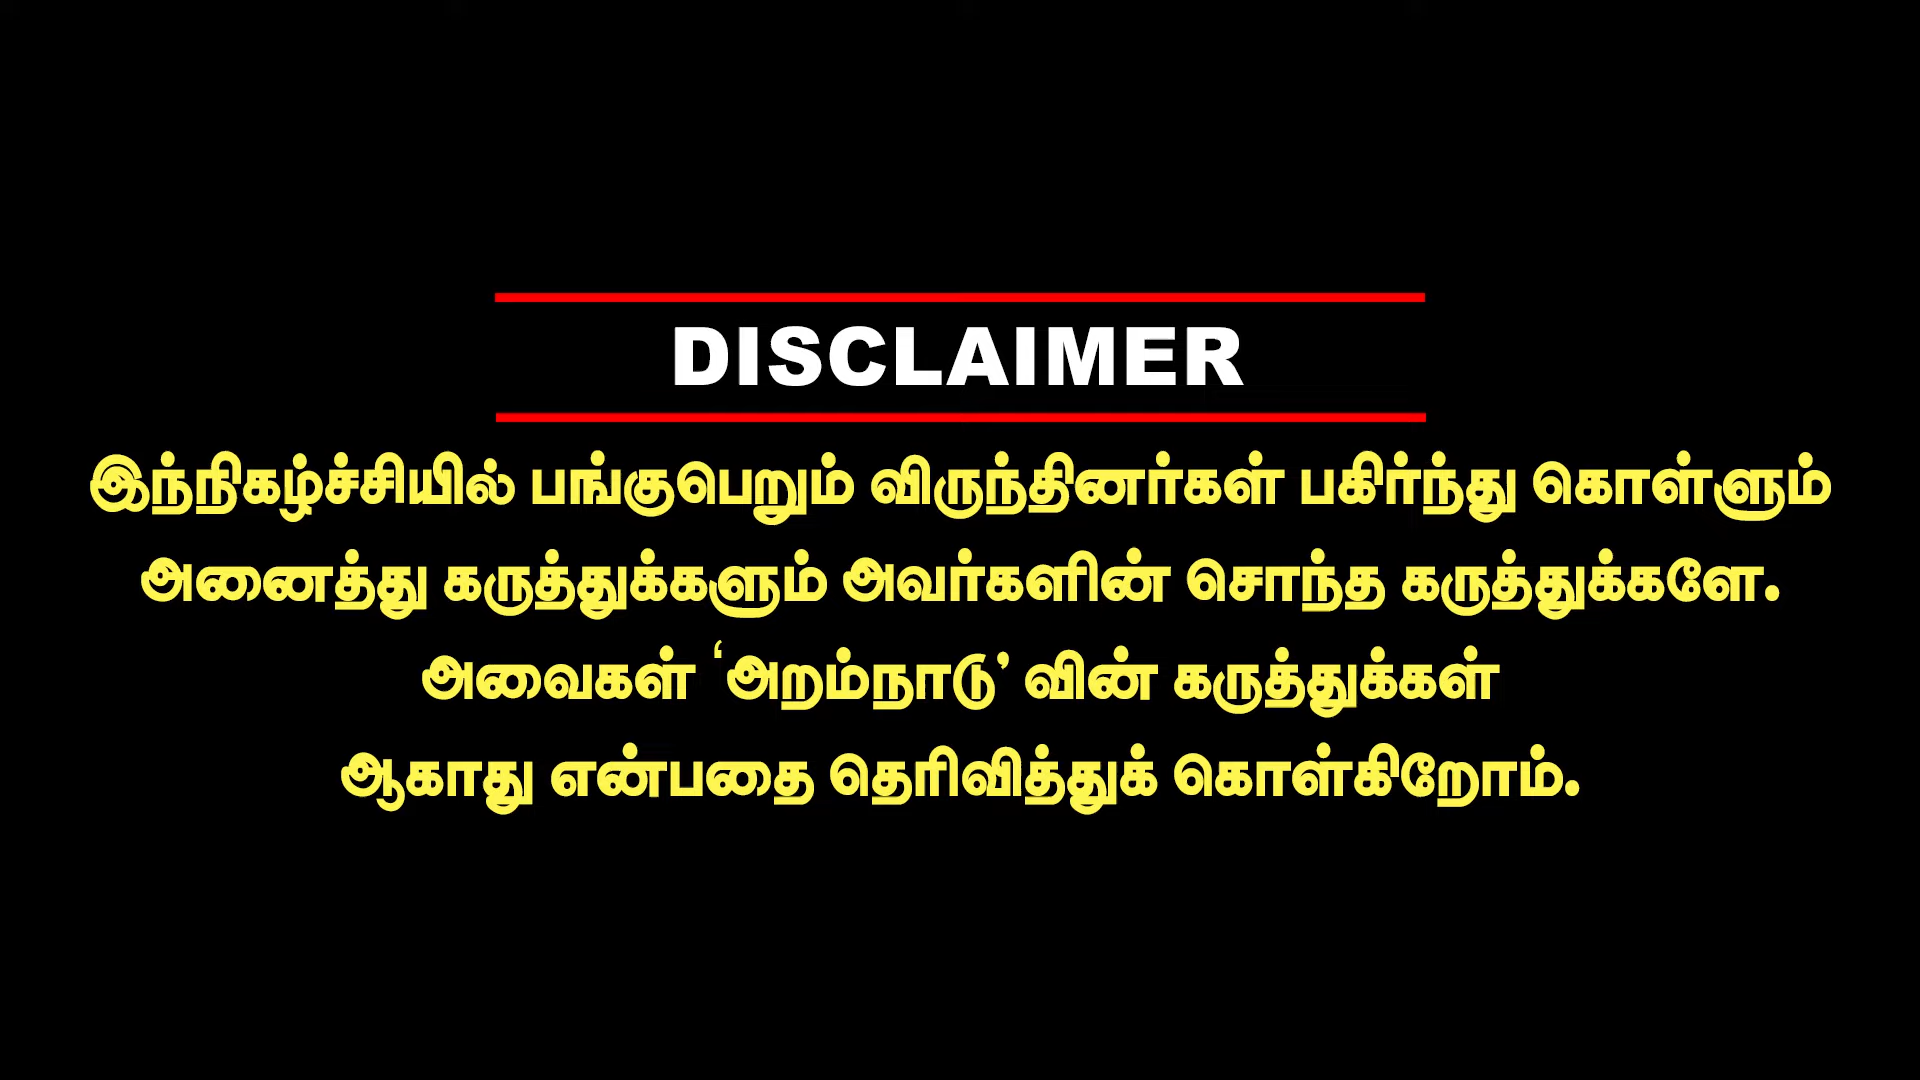 DISCLAIMER
இந்நிகழ்ச்சியில் பங்குபெறும் விருந்தினர்கள் பகிர்ந்து கொள்ளும்
அனைத்து கருத்துக்களும் அவர்களின் சொந்த கருத்துக்களே.
அவைகள் ‘அறம்நாடு’ வின் கருத்துக்கள்
ஆகாது என்பதை தெரிவித்துக் கொள்கிறோம்.